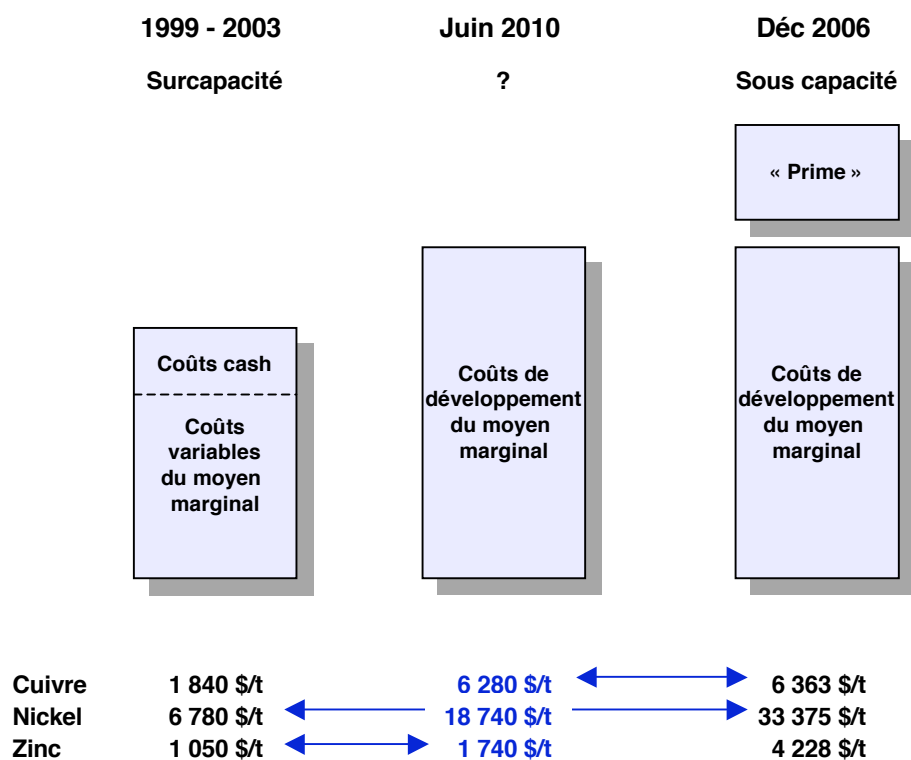 1999 - 2003
Juin 2010
Déc 2006
Surcapacité
?
Sous capacité
« Prime »
Coûts cash
Coûts
variables
du moyen
marginal
Coûts de
développement
du moyen
marginal
Coûts de
développement
du moyen
marginal
Cuivre 1 840 $/t 6 280 $/t 6 363 $/t
Nickel 6 780 $/t 18 740 $/t 33 375 $/t
Zinc 1 050 $/t 1 740 $/t 4 228 $/t